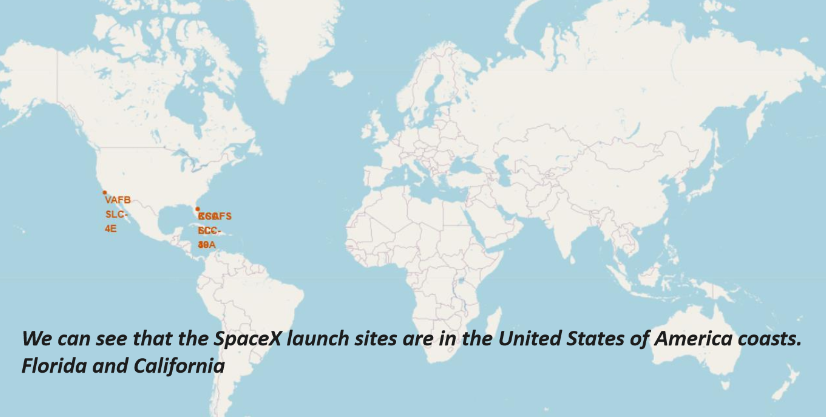 VAFB
SLC-
4E
We can see that the SpaceX launch sites are in the United States of America coasts.
Florida and California